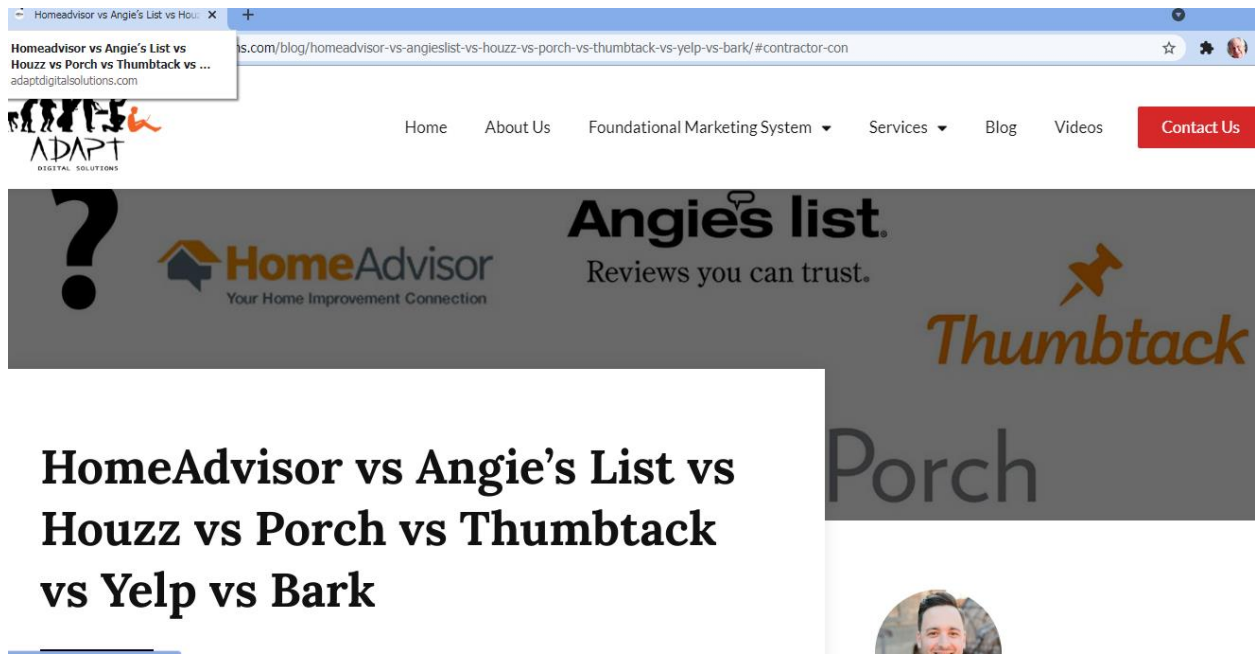 Homeadvisor vs Angie's List vs Hou
Homeadvisor vs Angie's List vs
Houzz vs Porch vs Thumbtack vs ...
adaptdigitalsolutions.com
ns.com/blog/homeadvisor-vs-angieslist-vs-houzz-vs-porch-vs-thumbtack-vs-yelp-vs-bark/#contractor-con
ADAPT
DIGITAL SOLUTIONS
Home About Us Foundational Marketing System Services Blog Videos Contact Us
?
Angie's list.
Reviews you can trust.
HomeAdvisor
Your Home Improvement Connection
Thumbtack
Porch
HomeAdvisor vs Angie’s List vs
Houzz vs Porch vs Thumbtack
vs Yelp vs Bark